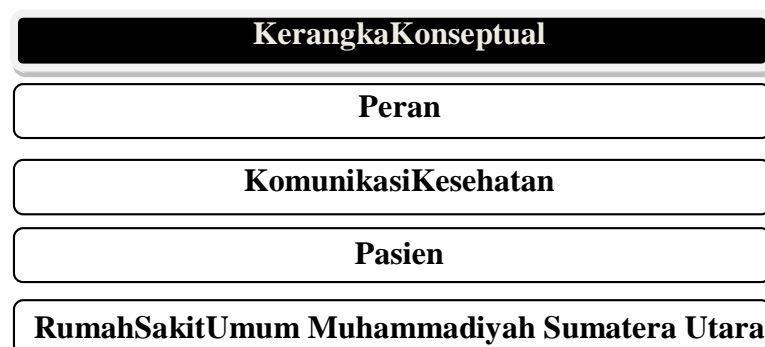 KerangkaKonseptual
Peran
KomunikasiKesehatan
Pasien
RumahSakitUmum Muhammadiyah Sumatera Utara